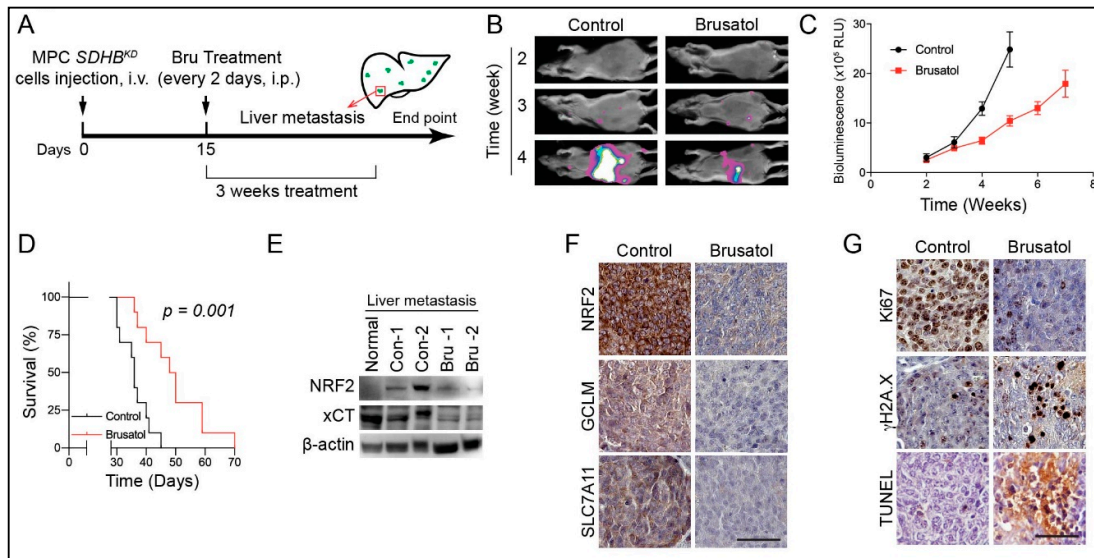 A
MPC SDHBᴷᴰ
cells injection, i.v.
Bru Treatment
(every 2 days, i.p.)
Liver metastasis
End point
Days
0
15
3 weeks treatment
B
Control
Brusatol
Time (week)
2
3
4
C
Bioluminescence (x10⁶ RLU)
30
20
10
0
Control
Brusatol
0
2
4
6
8
Time (Weeks)
D
Survival (%)
100
75
50
25
0
p = 0.001
Control
Brusatol
0
30
40
50
60
70
Time (Days)
E
Liver metastasis
Normal
Con-1
Con-2
Bru -1
Bru -2
NRF2
xCT
β-actin
F
Control
Brusatol
NRF2
GCLM
SLC7A11
G
Control
Brusatol
Ki67
γH2A.X
TUNEL